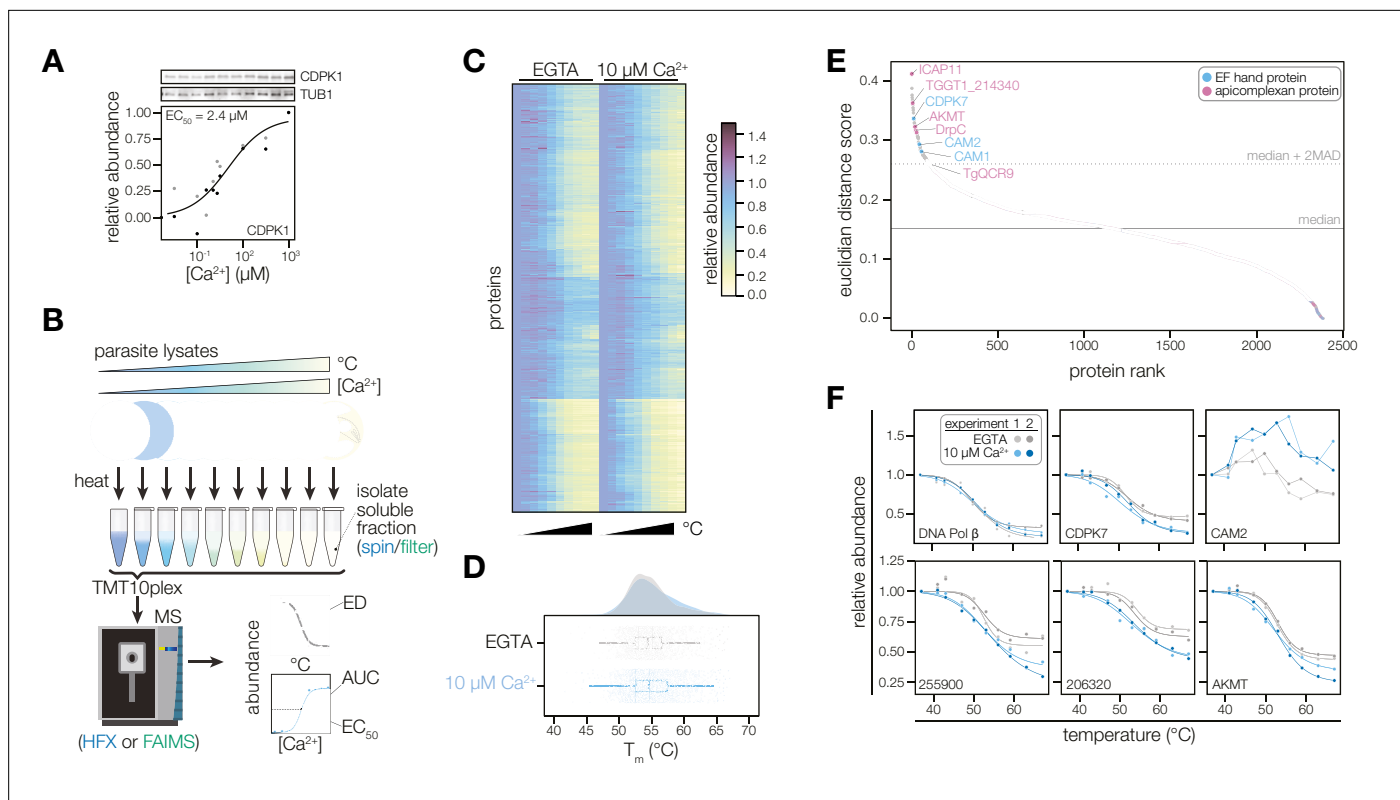 A
CDPK1
TUB1
EC50 = 2.4 µM
1.00
0.75
0.50
0.25
0.00
relative abundance
CDPK1
10⁻¹ 10² 10³
[Ca²⁺] (µM)
B
parasite lysates
°C
[Ca²⁺]
heat
isolate
soluble
fraction
(spin/filter)
TMT10plex
MS
ED
°C
abundance
AUC
EC50
[Ca²⁺]
(HFX or FAIMS)
C
EGTA 10 µM Ca²⁺
proteins
°C
relative abundance
1.4
1.2
1.0
0.8
0.6
0.4
0.2
0.0
D
EGTA
10 µM Ca²⁺
40 45 50 55 60 65 71
Tm (°C)
E
euclidian distance score
0.4
0.3
0.2
0.1
0.0
ICAP11
TGGT1_214340
CDPK7
AKMT
DrpC
CAM2
CAM1
TgQCR9
EF hand protein
apicomplexan protein
median + 2MAD
median
0 500 1000 1500 2000 2500
protein rank
F
relative abundance
1.5
1.0
0.5
experiment 1 2
EGTA
10 µM Ca²⁺
DNA Pol β
CDPK7
CAM2
1.00
0.75
0.50
0.25
255900
206320
AKMT
40 50 60 40 50 60 40 50 60
temperature (°C)